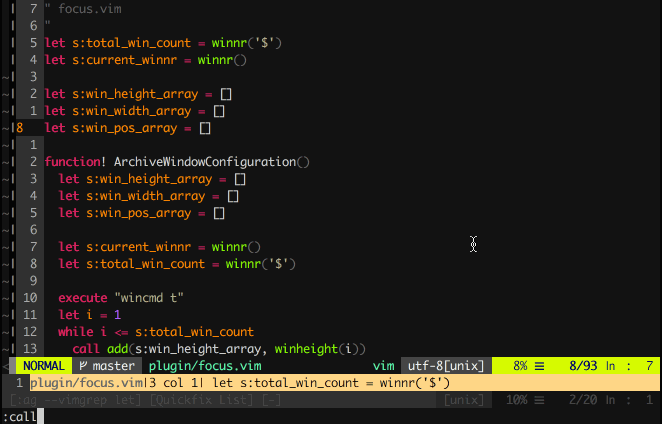 7 " focus.vim
6 "
5 let s:total_win_count = winnr('$')
4 let s:current_winnr = winnr()
3
2 let s:win_height_array = []
1 let s:win_width_array = []
8 let s:win_pos_array = []
1
2 function! ArchiveWindowConfiguration()
3 let s:win_height_array = []
4 let s:win_width_array = []
5 let s:win_pos_array = []
6
7 let s:current_winnr = winnr()
8 let s:total_win_count = winnr('$')
9
10 execute "wincmd t"
11 let i = 1
12 while i <= s:total_win_count
13 call add(s:win_height_array, winheight(i))
NORMAL master plugin/focus.vim vim utf-8[unix] 8% ☰ 8/93 ln : 7
1 plugin/focus.vim|3 col 1| let s:total_win_count = winnr('$')
[:ag --vimgrep let] [Quickfix List] [-] [unix] 10% ☰ 2/20 ln : 1
:call